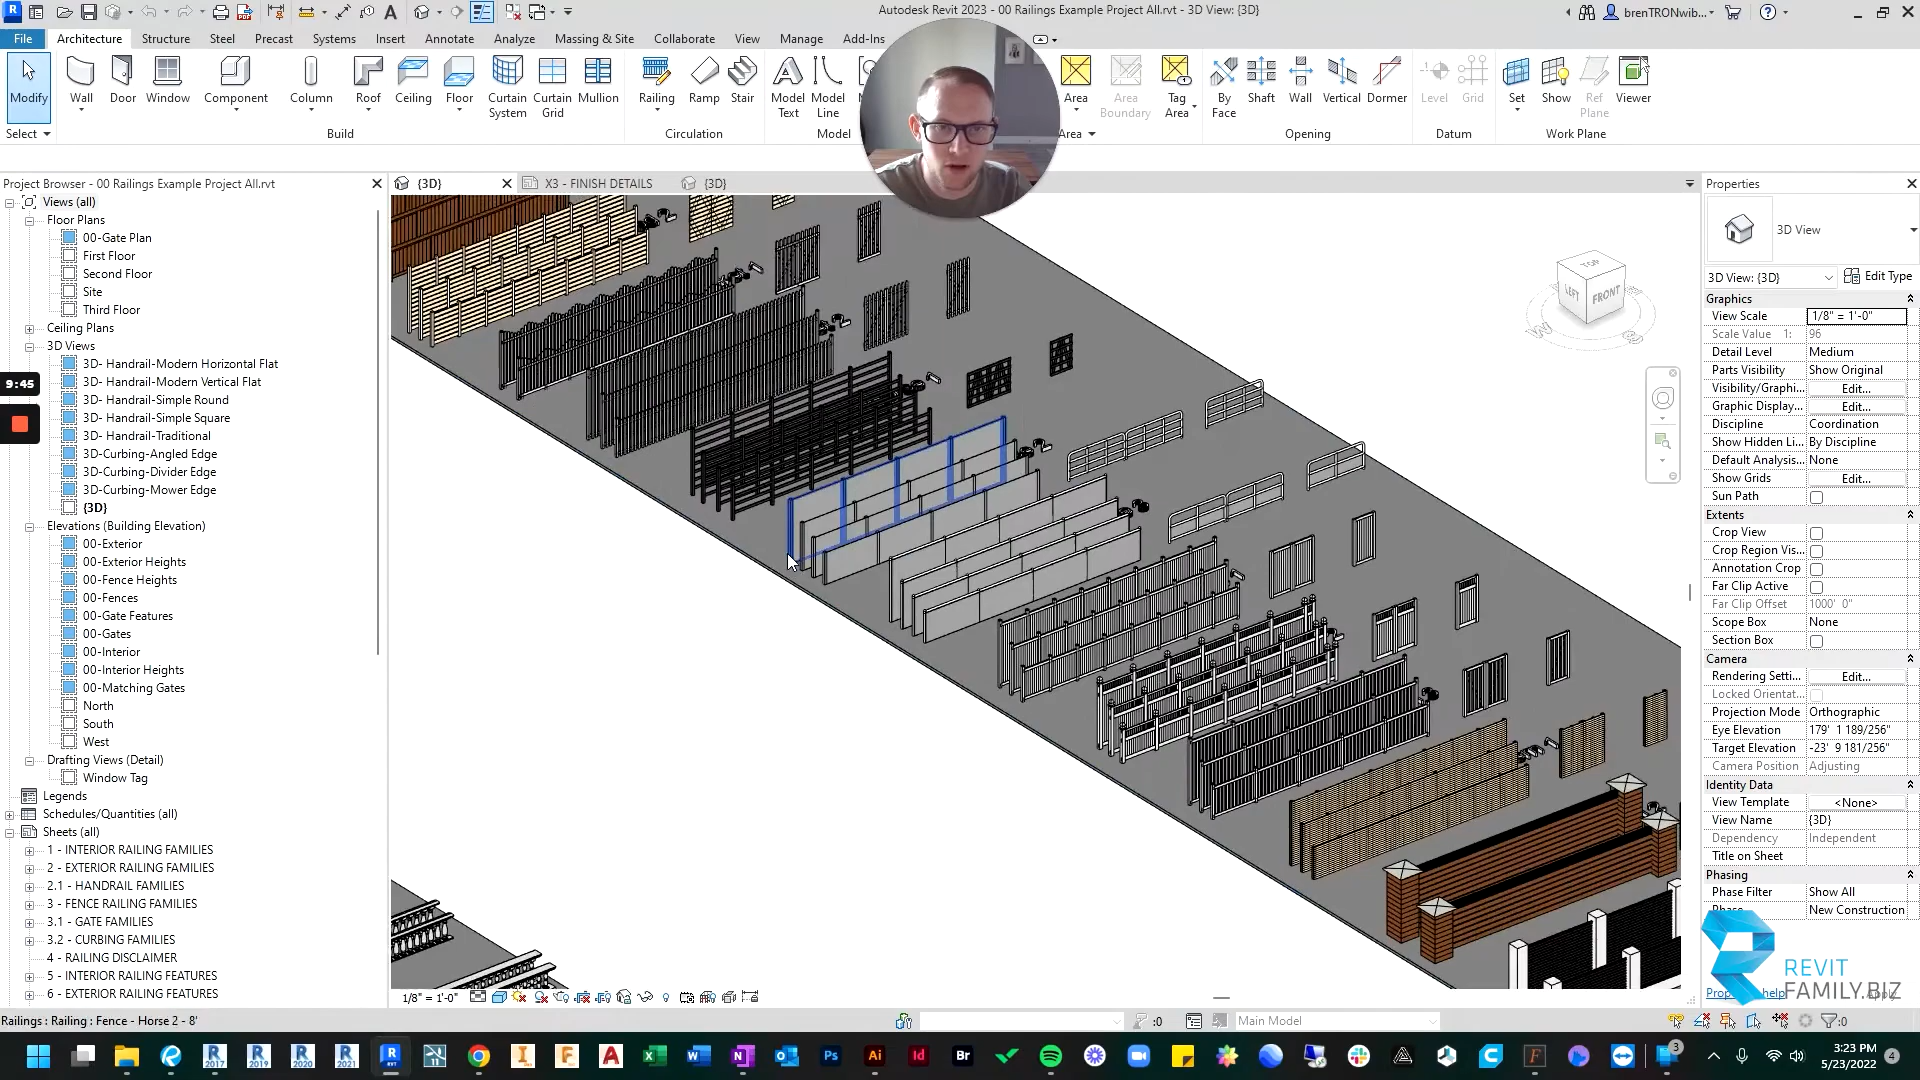 Autodesk Revit 2023 - 00 Railings Example Project All.rvt - 3D View: {3D}
brenTRONwib...
File
Architecture
Structure
Steel
Precast
Systems
Insert
Annotate
Analyze
Massing & Site
Collaborate
View
Manage
Add-Ins
Modify
Wall
Door
Window
Component
Column
Roof
Ceiling
Floor
Curtain System
Curtain Grid
Mullion
Railing
Ramp
Stair
Model Text
Model Line
Area
Area Boundary
Tag Area
By Face
Shaft
Wall
Vertical
Dormer
Level
Grid
Set
Show
Ref Plane
Viewer
Select
Build
Circulation
Model
Area
Opening
Datum
Work Plane
Project Browser - 00 Railings Example Project All.rvt
{3D}
X3 - FINISH DETAILS
{3D}
Properties
Views (all)
Floor Plans
00-Gate Plan
First Floor
Second Floor
Site
Third Floor
Ceiling Plans
3D Views
3D- Handrail-Modern Horizontal Flat
3D- Handrail-Modern Vertical Flat
3D- Handrail-Simple Round
3D- Handrail-Simple Square
3D- Handrail-Traditional
3D-Curbing-Angled Edge
3D-Curbing-Divider Edge
3D-Curbing-Mower Edge
{3D}
Elevations (Building Elevation)
00-Exterior
00-Exterior Heights
00-Fence Heights
00-Fences
00-Gate Features
00-Gates
00-Interior
00-Interior Heights
00-Matching Gates
North
South
West
Drafting Views (Detail)
Window Tag
Legends
Schedules/Quantities (all)
Sheets (all)
1 - INTERIOR RAILING FAMILIES
2 - EXTERIOR RAILING FAMILIES
2.1 - HANDRAIL FAMILIES
3 - FENCE RAILING FAMILIES
3.1 - GATE FAMILIES
3.2 - CURBING FAMILIES
4 - RAILING DISCLAIMER
5 - INTERIOR RAILING FEATURES
6 - EXTERIOR RAILING FEATURES
9:45
TOP
LEFT
FRONT
W
3D View
3D View: {3D}
Edit Type
Graphics
View Scale 1/8" = 1'-0"
Scale Value 1: 96
Detail Level Medium
Parts Visibility Show Original
Visibility/Graphi... Edit...
Graphic Display... Edit...
Discipline Coordination
Show Hidden Li... By Discipline
Default Analysis... None
Show Grids Edit...
Sun Path
Extents
Crop View
Crop Region Vis...
Annotation Crop
Far Clip Active
Far Clip Offset 1000' 0"
Scope Box None
Section Box
Camera
Rendering Setti... Edit...
Locked Orientat...
Projection Mode Orthographic
Eye Elevation 179' 1 189/256"
Target Elevation -23' 9 181/256"
Camera Position Adjusting
Identity Data
View Template <None>
View Name {3D}
Dependency Independent
Title on Sheet
Phasing
Phase Filter Show All
Phase New Construction
REVIT
FAMILY.BIZ
1/8" = 1'-0"
Railings : Railing : Fence - Horse 2 - 8'
:0
Main Model
:0
2017
2019
2020
2021
3
3:23 PM
5/23/2022
4